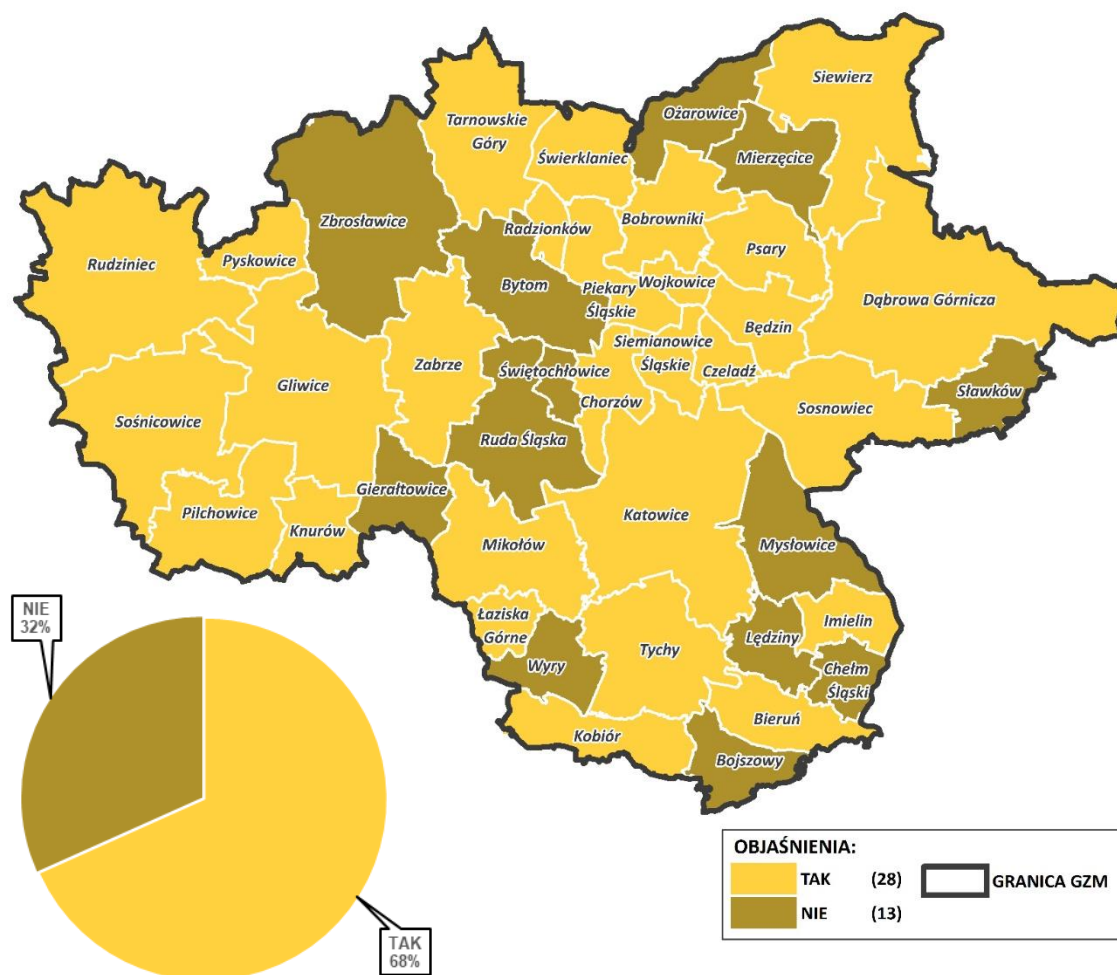 Siewierz
Ożarowice
Tarnowskie
Góry
Świerklaniec
Mierzęcice
Zbrosławice
Radzionków
Bobrowniki
Psary
Rudziniec
Pyskowice
Bytom
Piekary
Śląskie
Wojkowice
Dąbrowa Górnicza
Będzin
Siemianowice
Śląskie
Czeladź
Zabrze
Świętochłowice
Gliwice
Chorzów
Sosnowiec
Sławków
Sośnicowice
Ruda Śląska
Gierałtowice
Pilchowice
Knurów
Katowice
Mikołów
Mysłowice
Łaziska
Górne
Imielin
Lędziny
Wyry
Tychy
Chełm
Śląski
Bieruń
Kobiór
Bojszowy
NIE
32%
TAK
68%
OBJAŚNIENIA:
TAK (28) GRANICA GZM
NIE (13)